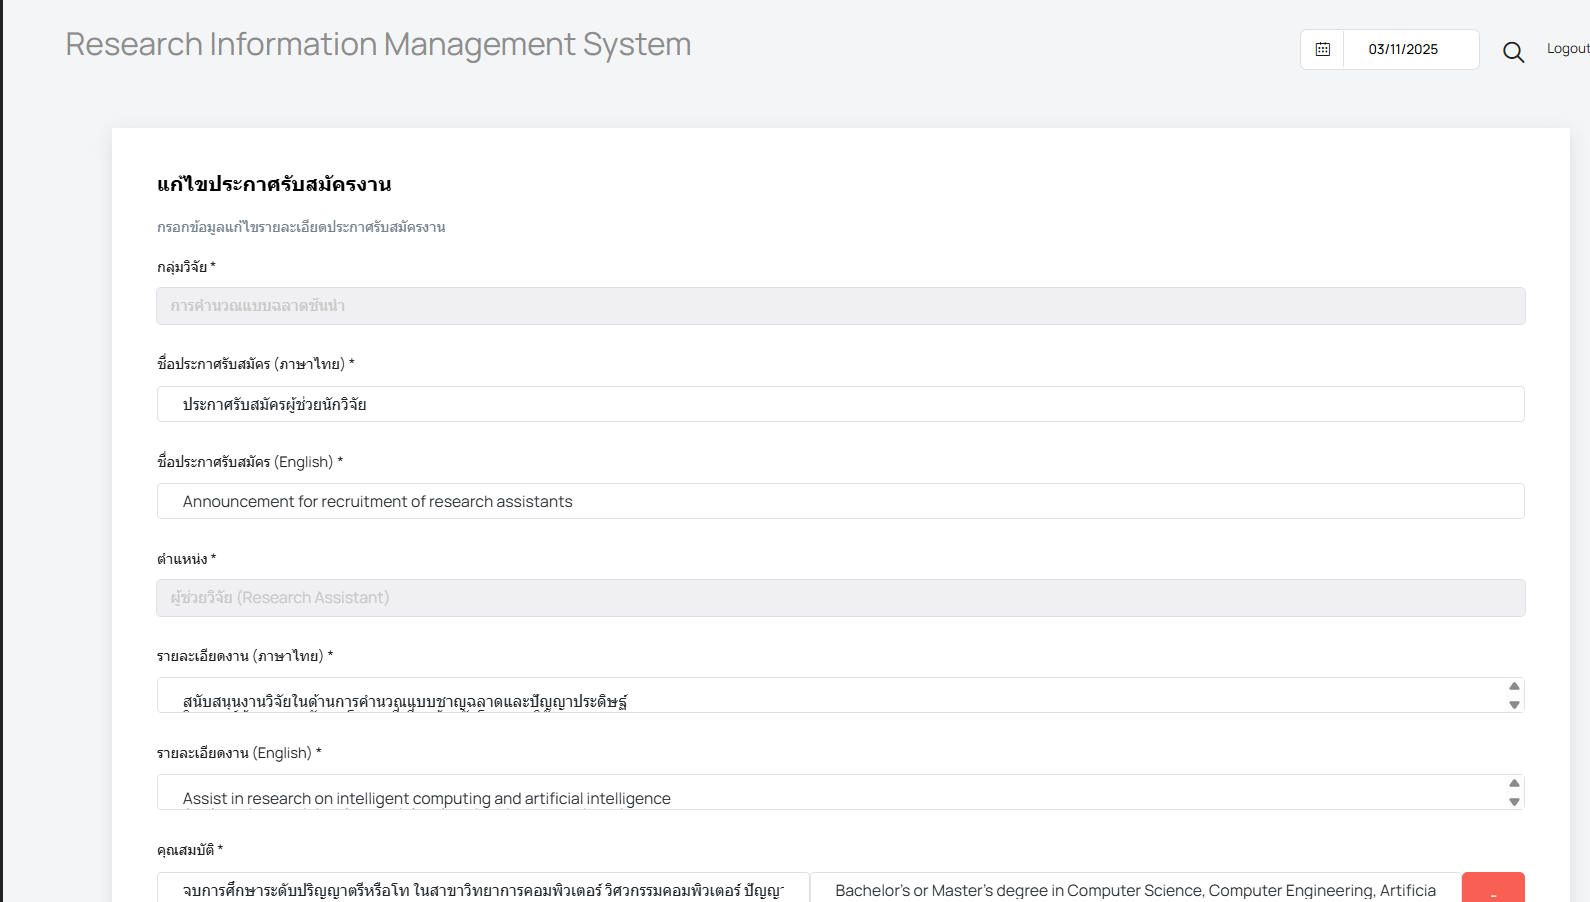 Research Information Management System
03/11/2025
Logout
แก้ไขประกาศรับสมัครงาน
กรอกข้อมูลแก้ไขรายละเอียดประกาศรับสมัครงาน
กลุ่มวิจัย *
การคำนวณแบบฉลาดชั้นนำ
ชื่อประกาศรับสมัคร (ภาษาไทย) *
ประกาศรับสมัครผู้ช่วยนักวิจัย
ชื่อประกาศรับสมัคร (English) *
Announcement for recruitment of research assistants
ตำแหน่ง *
ผู้ช่วยวิจัย (Research Assistant)
รายละเอียดงาน (ภาษาไทย) *
สนับสนุนงานวิจัยในด้านการคำนวณแบบชาญฉลาดและปัญญาประดิษฐ์
รายละเอียดงาน (English) *
Assist in research on intelligent computing and artificial intelligence
คุณสมบัติ *
จบการศึกษาระดับปริญญาตรีหรือโท ในสาขาวิทยาการคอมพิวเตอร์ วิศวกรรมคอมพิวเตอร์ ปัญญา
Bachelor's or Master's degree in Computer Science, Computer Engineering, Artificia
-